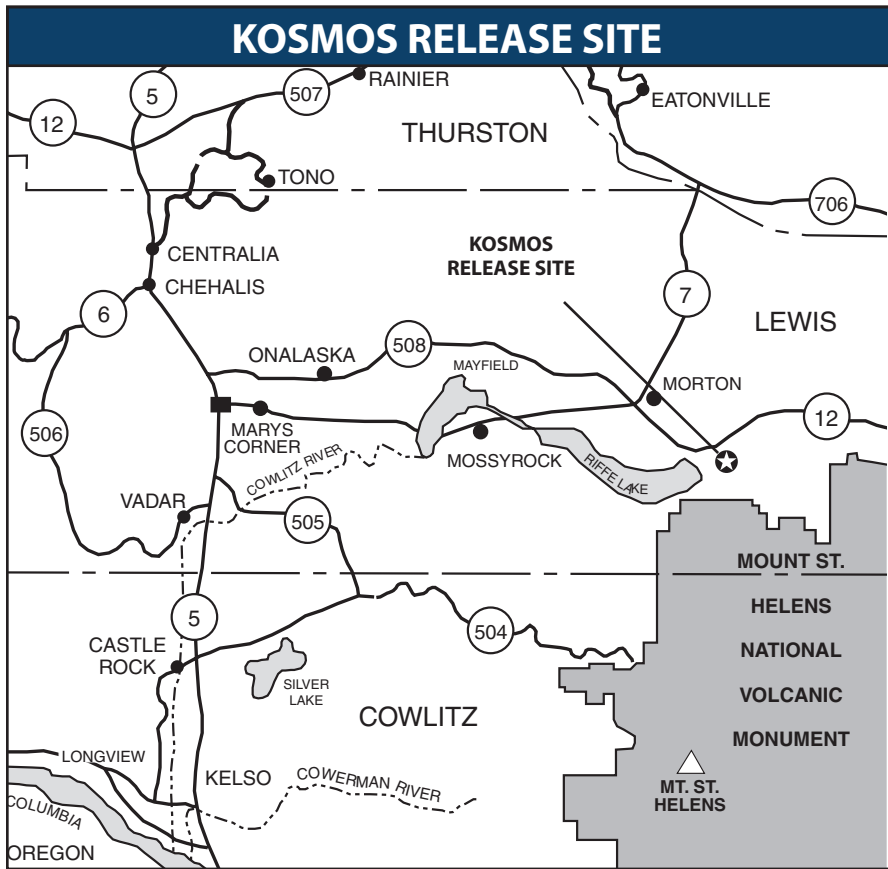 KOSMOS RELEASE SITE
5
507
RAINIER
EATONVILLE
12
THURSTON
TONO
706
CENTRALIA
KOSMOS
RELEASE SITE
CHEHALIS
7
6
LEWIS
ONALASKA
508
MAYFIELD
MORTON
506
MARYS
CORNER
12
MOSSYROCK
RIFFE LAKE
COWLITZ RIVER
VADAR
505
MOUNT ST.
HELENS
NATIONAL
VOLCANIC
MONUMENT
5
504
CASTLE
ROCK
SILVER
LAKE
COWLITZ
LONGVIEW
KELSO
COWERMAN RIVER
MT. ST.
HELENS
COLUMBIA
OREGON